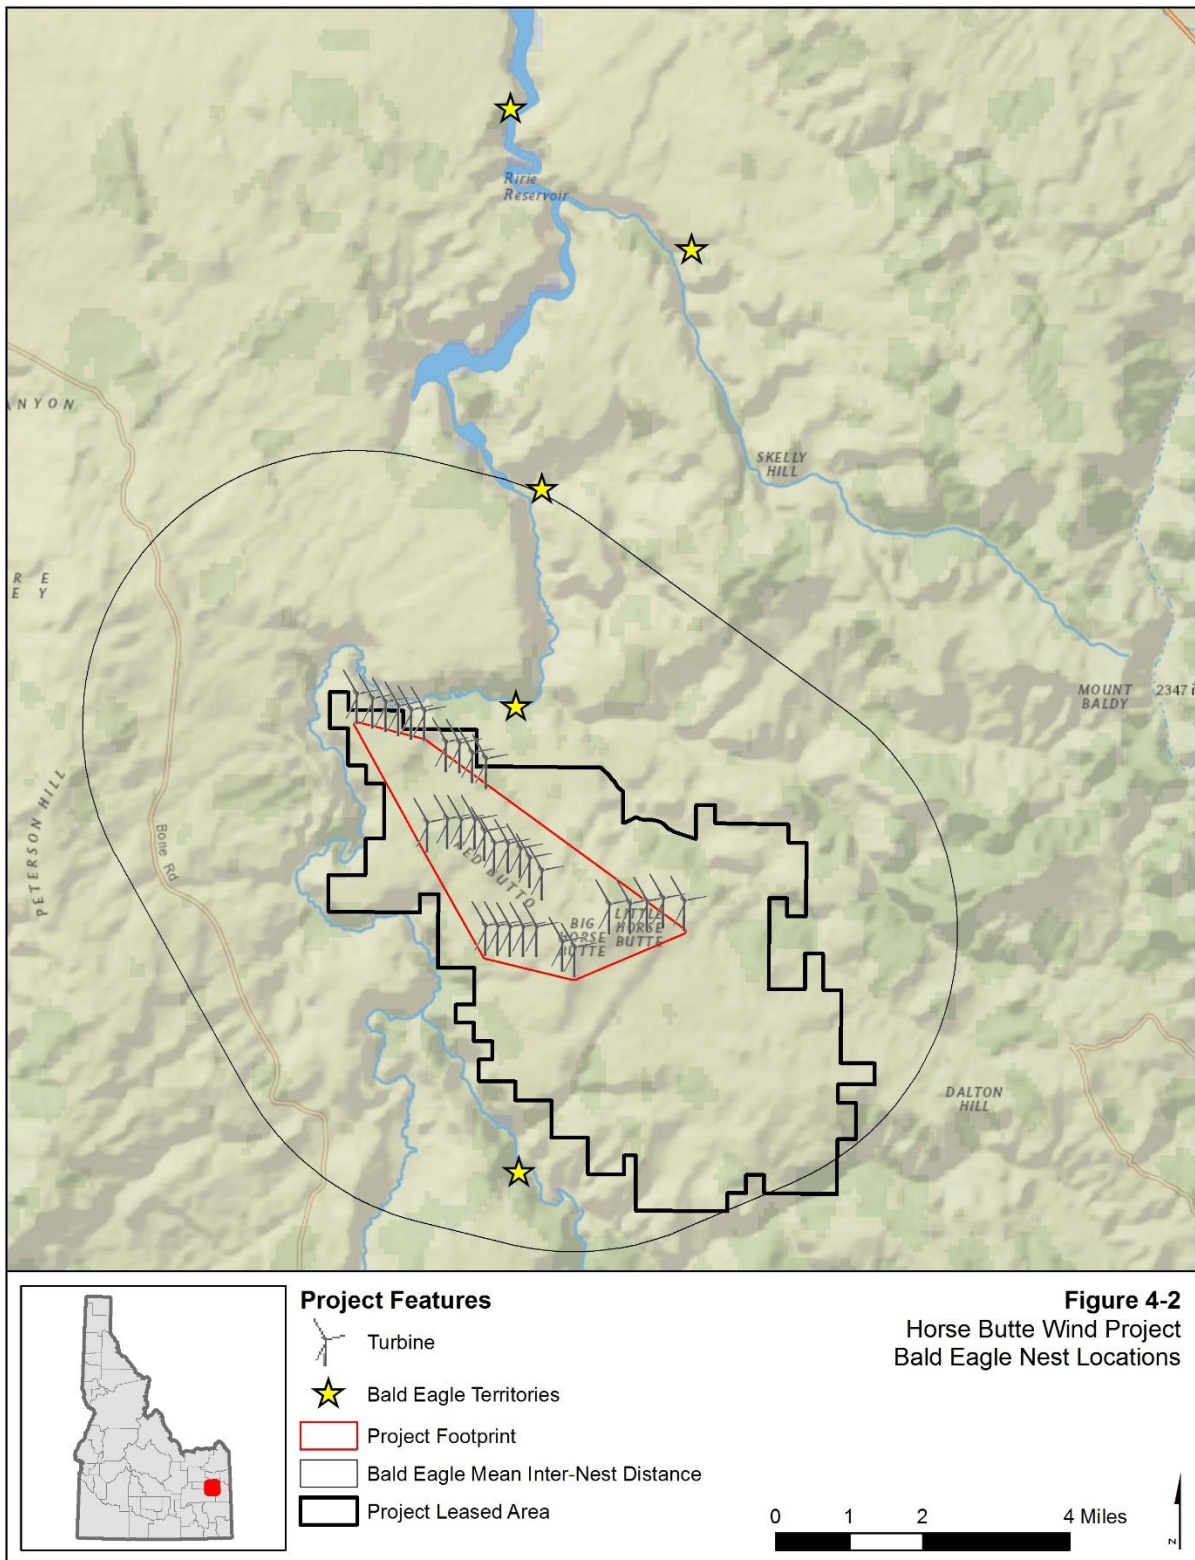 Ririe
Reservoir
ANYON
SKELLY
HILL
R E
E Y
MOUNT
BALDY
2347
PETERSON HILL
Bone Rd
BIG
HORSE
BUTTE
LITTLE
HORSE
BUTTE
DALTON
HILL
Project Features
Turbine
Bald Eagle Territories
Project Footprint
Bald Eagle Mean Inter-Nest Distance
Project Leased Area
Figure 4-2
Horse Butte Wind Project
Bald Eagle Nest Locations
0 1 2 4 Miles
N